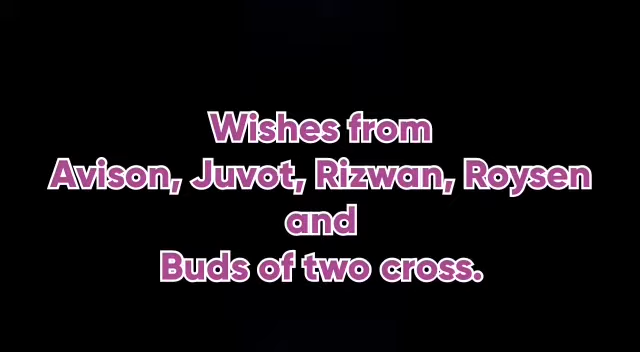 Wishes from
Avison, Juvot, Rizwan, Roysen
and
Buds of two cross.